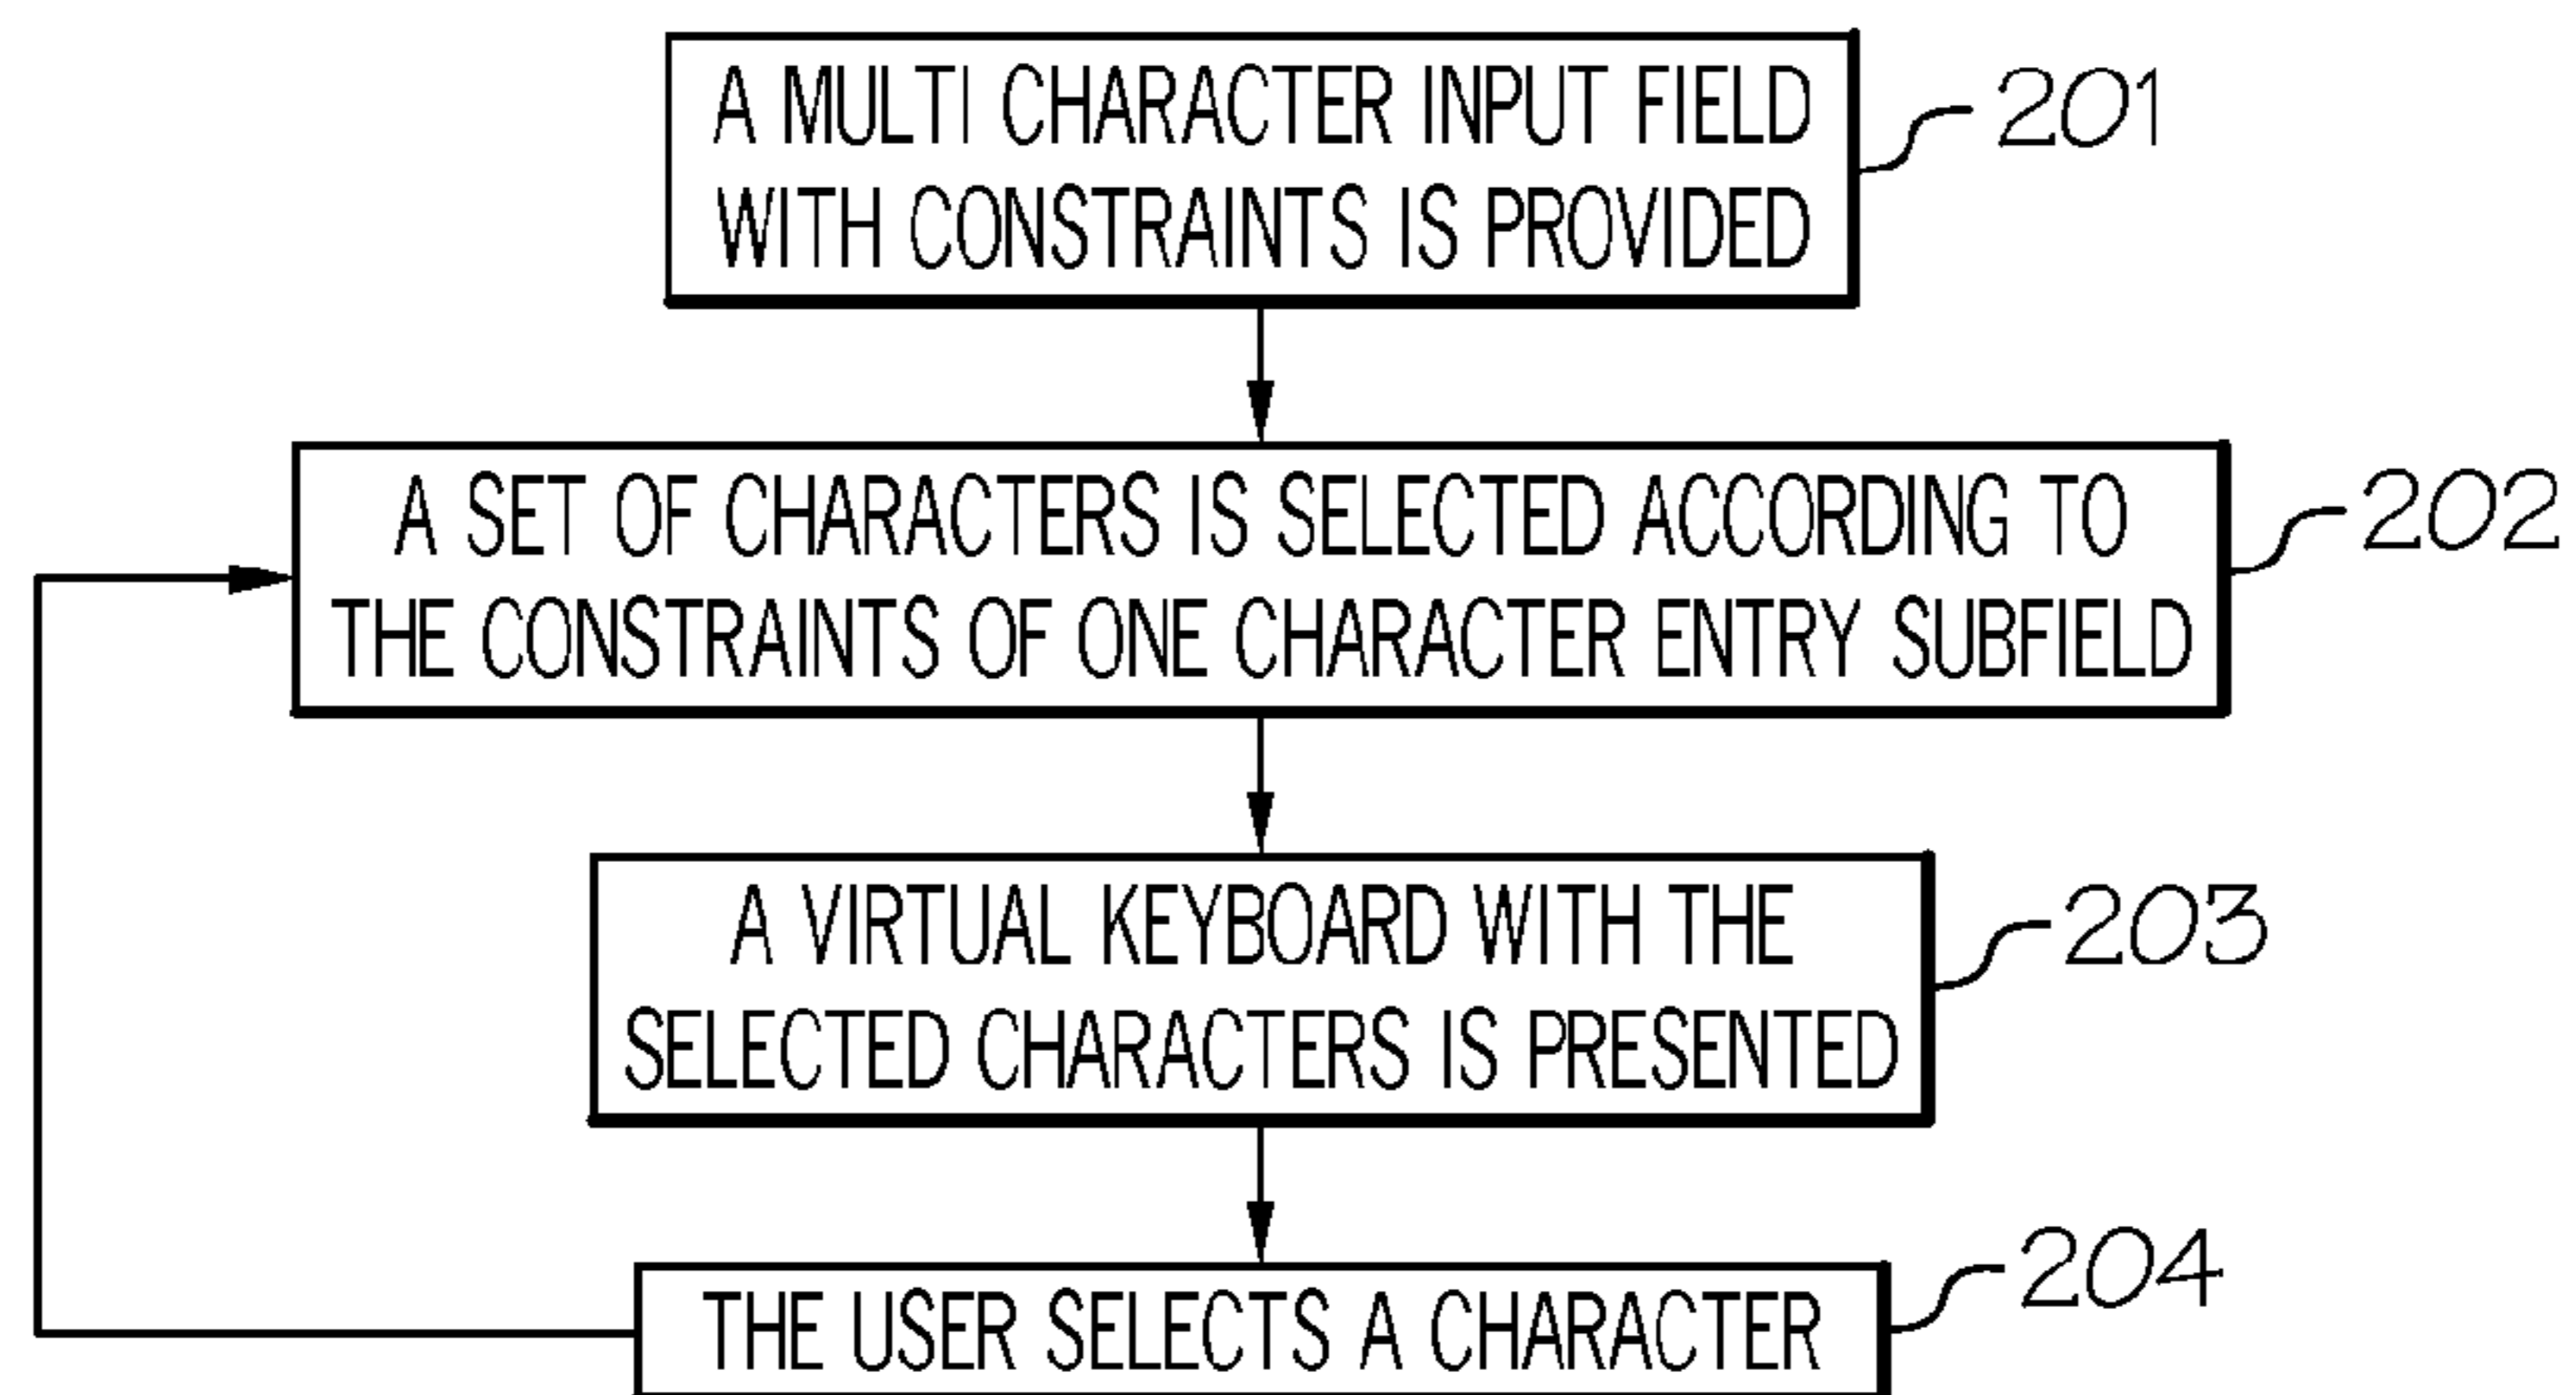 A MULTI CHARACTER INPUT FIELD
WITH CONSTRAINTS IS PROVIDED
201
A SET OF CHARACTERS IS SELECTED ACCORDING TO
THE CONSTRAINTS OF ONE CHARACTER ENTRY SUBFIELD
202
A VIRTUAL KEYBOARD WITH THE
SELECTED CHARACTERS IS PRESENTED
203
THE USER SELECTS A CHARACTER
204